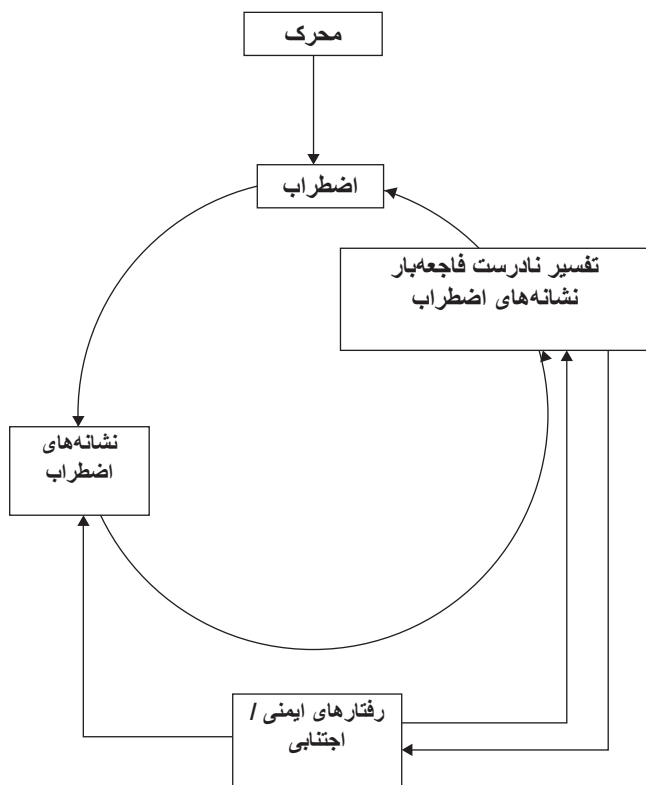 محرک
اضطراب
تفسیر نادرست فاجعه‌بار
نشانه‌های اضطراب
نشانه‌های
اضطراب
رفتارهای ایمنی /
اجتنابی